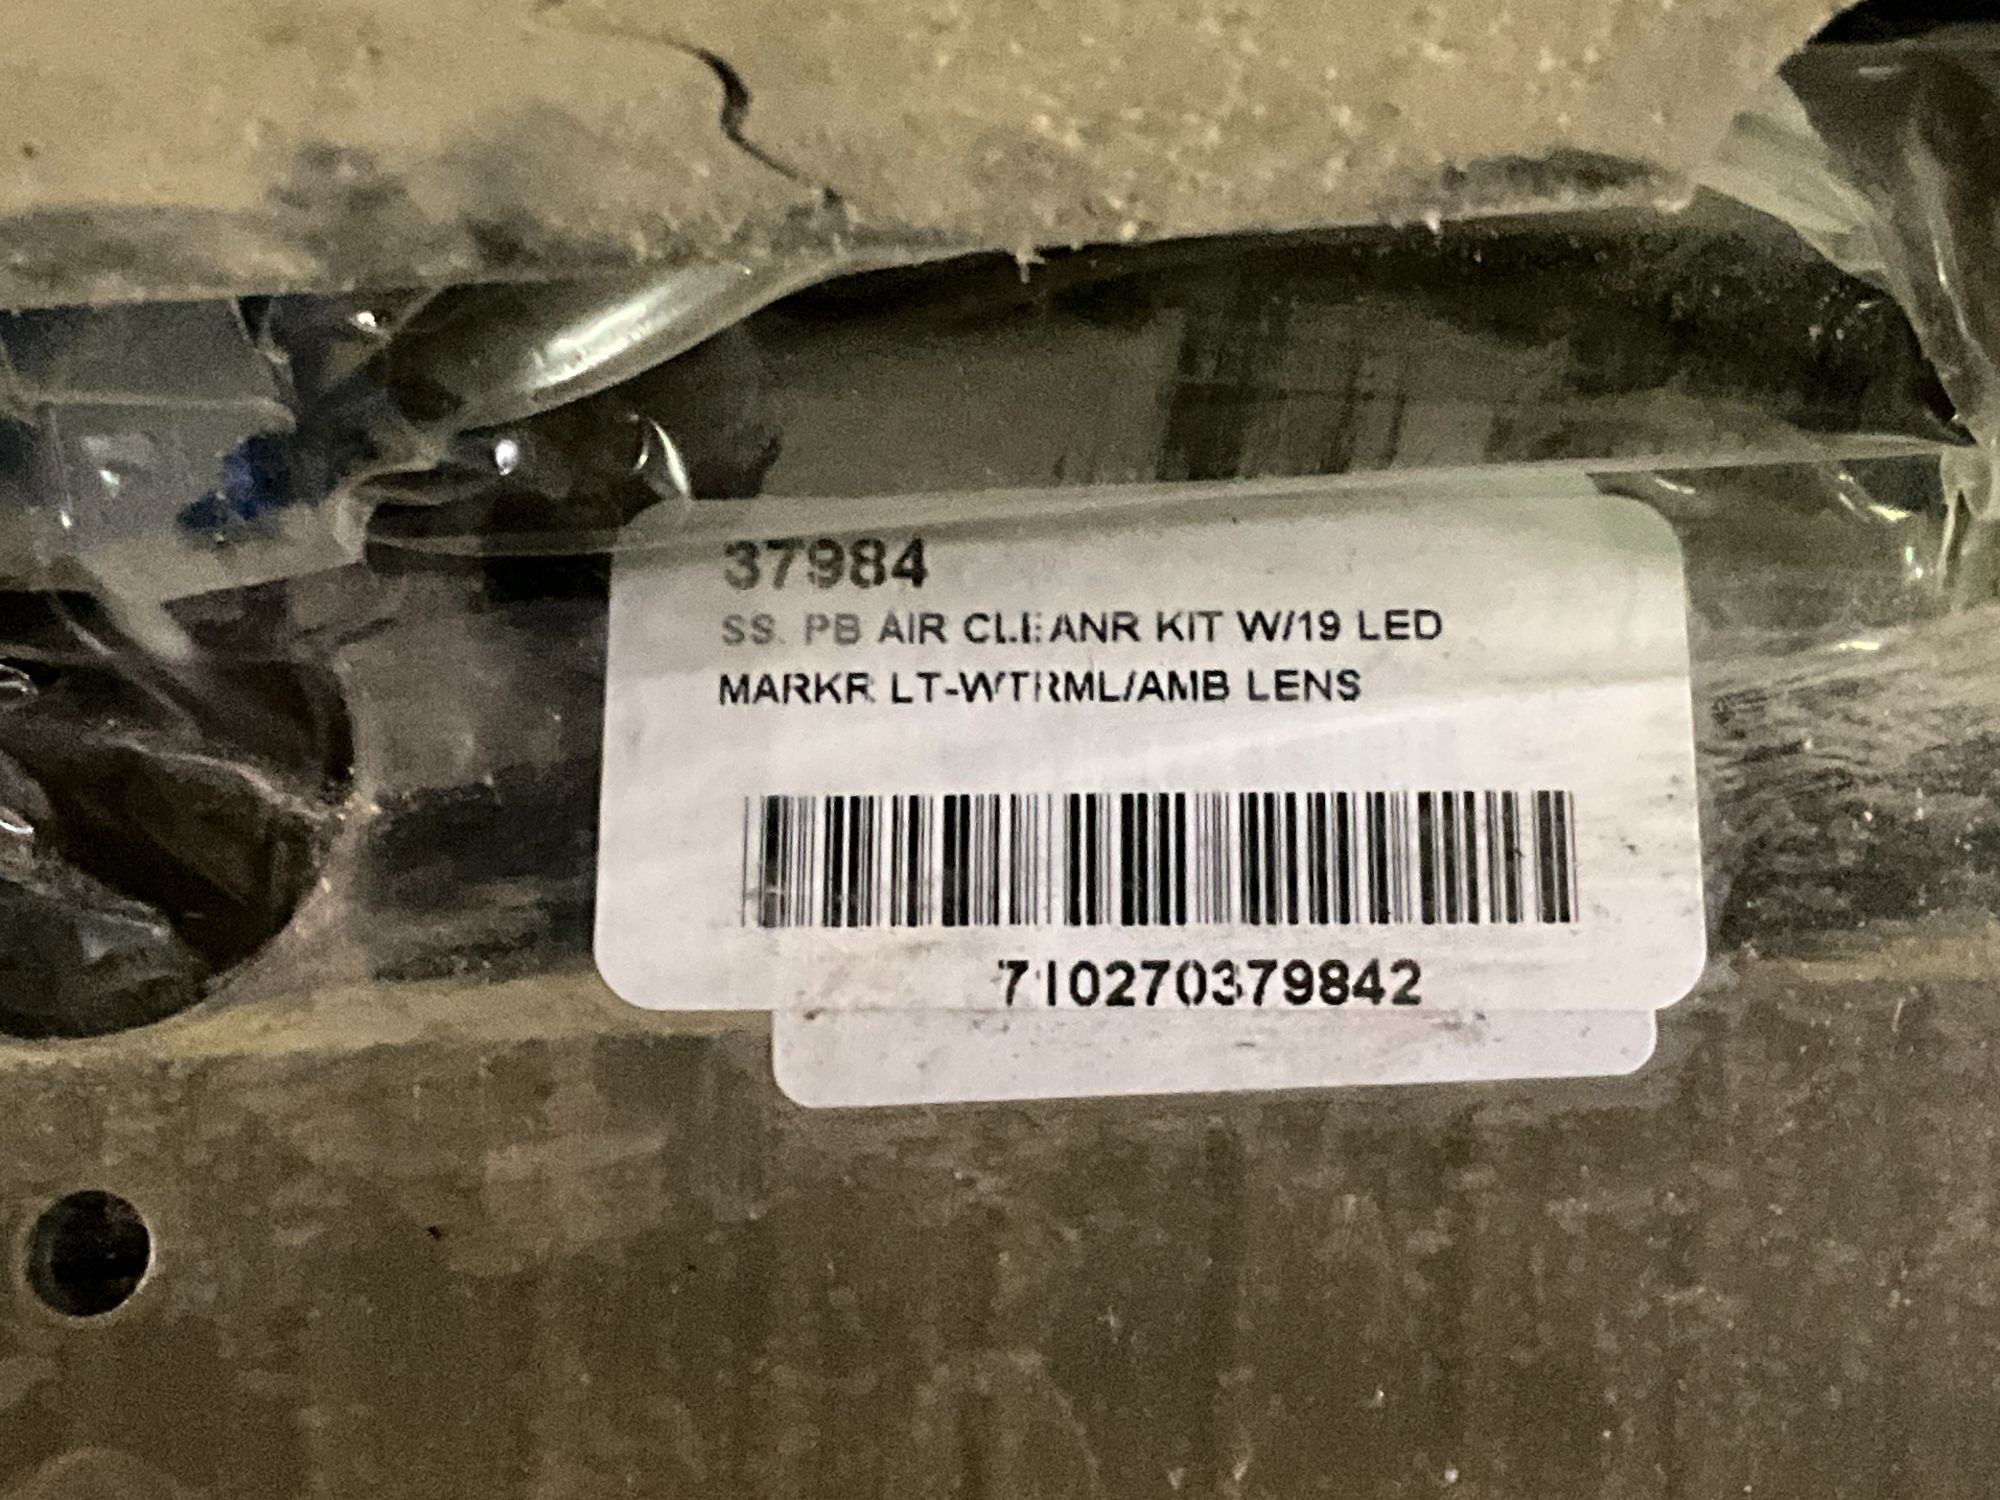 37984
SS. PB AIR CLEANR KIT W/19 LED
MARKR LT-WTRML/AMB LENS
710270379842